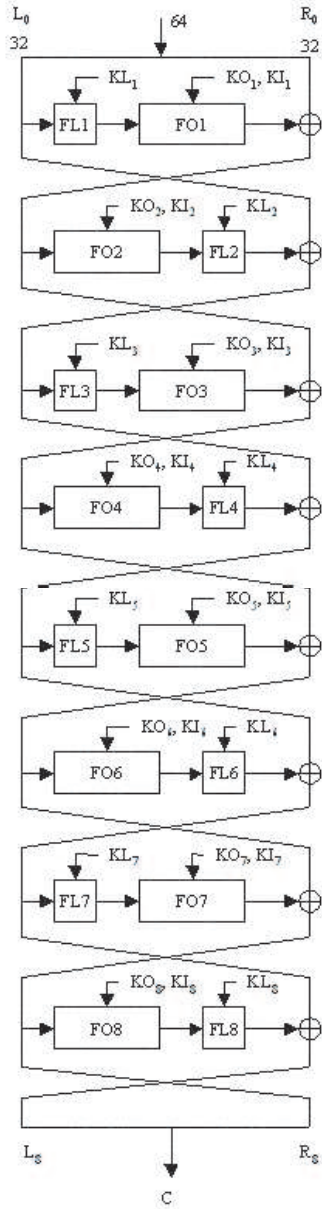 L₀ R₀
32 64 32
KL₁ KO₁, KI₁
FL1 FO1
KO₂, KI₂ KL₂
FO2 FL2
KL₃ KO₃, KI₃
FL3 FO3
KO₄, KI₄ KL₄
FO4 FL4
KL₅ KO₅, KI₅
FL5 FO5
KO₆, KI₆ KL₆
FO6 FL6
KL₇ KO₇, KI₇
FL7 FO7
KO₈, KI₈ KL₈
FO8 FL8
L₈ R₈
C